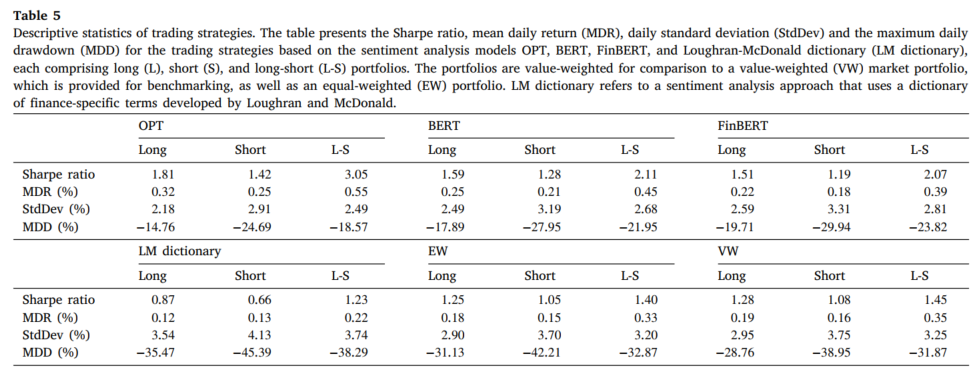 Table 5
Descriptive statistics of trading strategies. The table presents the Sharpe ratio, mean daily return (MDR), daily standard deviation (StdDev) and the maximum daily
drawdown (MDD) for the trading strategies based on the sentiment analysis models OPT, BERT, FinBERT, and Loughran-McDonald dictionary (LM dictionary),
each comprising long (L), short (S), and long-short (L-S) portfolios. The portfolios are value-weighted for comparison to a value-weighted (VW) market portfolio,
which is provided for benchmarking, as well as an equal-weighted (EW) portfolio. LM dictionary refers to a sentiment analysis approach that uses a dictionary
of finance-specific terms developed by Loughran and McDonald.
OPT BERT FinBERT
Long Short L-S Long Short L-S Long Short L-S
Sharpe ratio 1.81 1.42 3.05 1.59 1.28 2.11 1.51 1.19 2.07
MDR (%) 0.32 0.25 0.55 0.25 0.21 0.45 0.22 0.18 0.39
StdDev (%) 2.18 2.91 2.49 2.49 3.19 2.68 2.59 3.31 2.81
MDD (%) −14.76 −24.69 −18.57 −17.89 −27.95 −21.95 −19.71 −29.94 −23.82
LM dictionary EW VW
Long Short L-S Long Short L-S Long Short L-S
Sharpe ratio 0.87 0.66 1.23 1.25 1.05 1.40 1.28 1.08 1.45
MDR (%) 0.12 0.13 0.22 0.18 0.15 0.33 0.19 0.16 0.35
StdDev (%) 3.54 4.13 3.74 2.90 3.70 3.20 2.95 3.75 3.25
MDD (%) −35.47 −45.39 −38.29 −31.13 −42.21 −32.87 −28.76 −38.95 −31.87